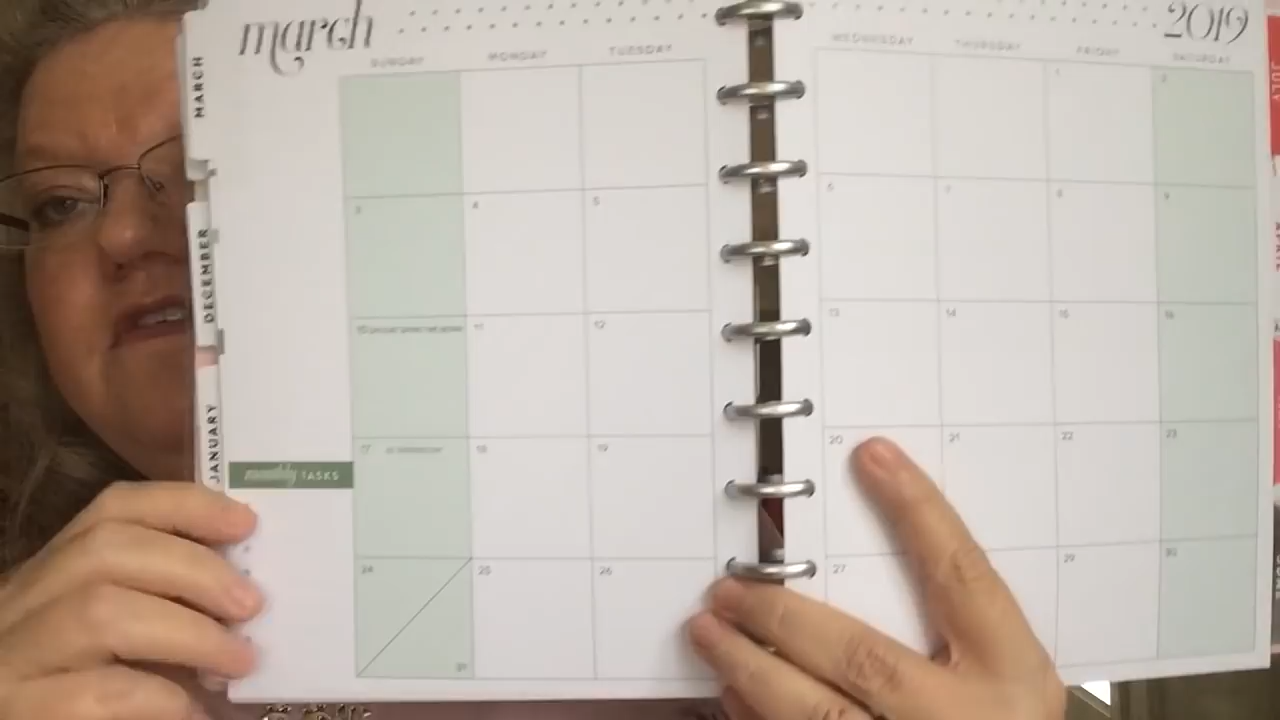 march
2019
SUNDAY MONDAY TUESDAY WEDNESDAY THURSDAY FRIDAY SATURDAY
MARCH
DECEMBER
JANUARY
JULY
1 2
3 4 5 6 7 8 9
10 11 12 13 14 15 16
17 18 19 20 21 22 23
monthly TASKS
24 31 25 26 27 29 30